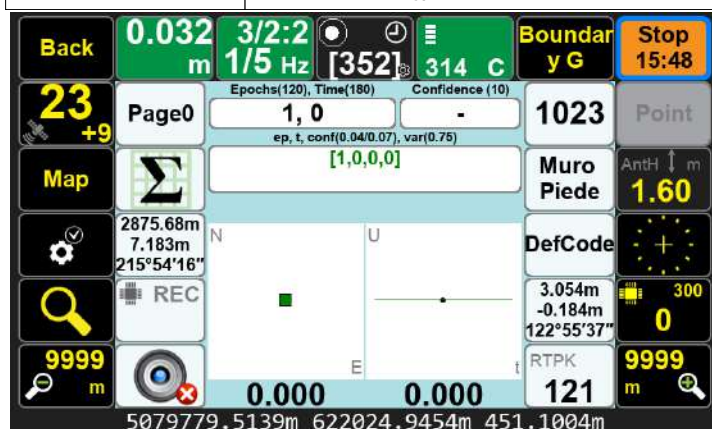 Back
0.032
m
3/2:2
1/5 Hz
[352]
314 C
Boundar
y G
Stop
15:48
23
+9
Page0
Epochs(120), Time(180)
1, 0
Confidence (10)
-
ep, t, conf(0.04/0.07), var(0.75)
1023
Point
Map
Σ
[1,0,0,0]
Muro
Piede
AntH m
1.60
2875.68m
7.183m
215°54'16"
N
U
DefCode
REC
3.054m
-0.184m
122°55'37"
300
0
9999
m
E
t
0.000
0.000
RTPK
121
9999
m
5079779.5139m 622024.9454m 451.1004m